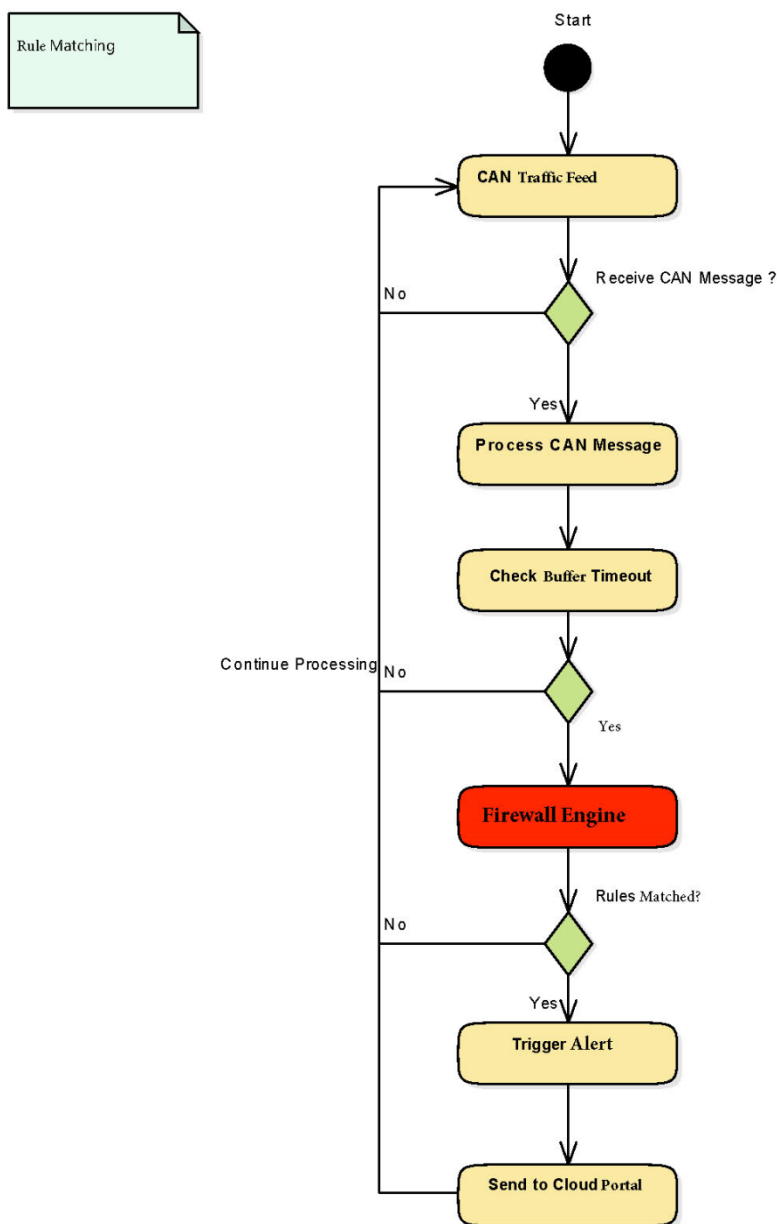 Rule Matching
Start
CAN Traffic Feed
Receive CAN Message ?
No
Yes
Process CAN Message
Check Buffer Timeout
Continue Processing
No
Yes
Firewall Engine
Rules Matched?
No
Yes
Trigger Alert
Send to Cloud Portal